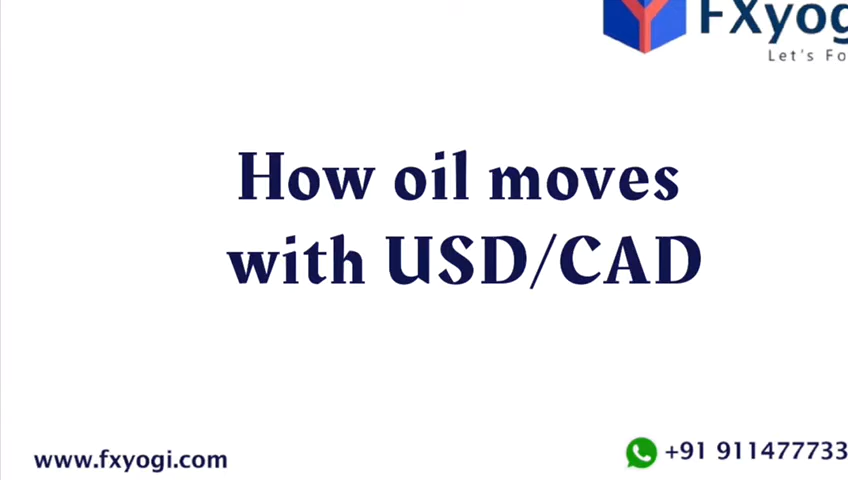 FXyog
Let's Fo
How oil moves
with USD/CAD
www.fxyogi.com
+91 911477733